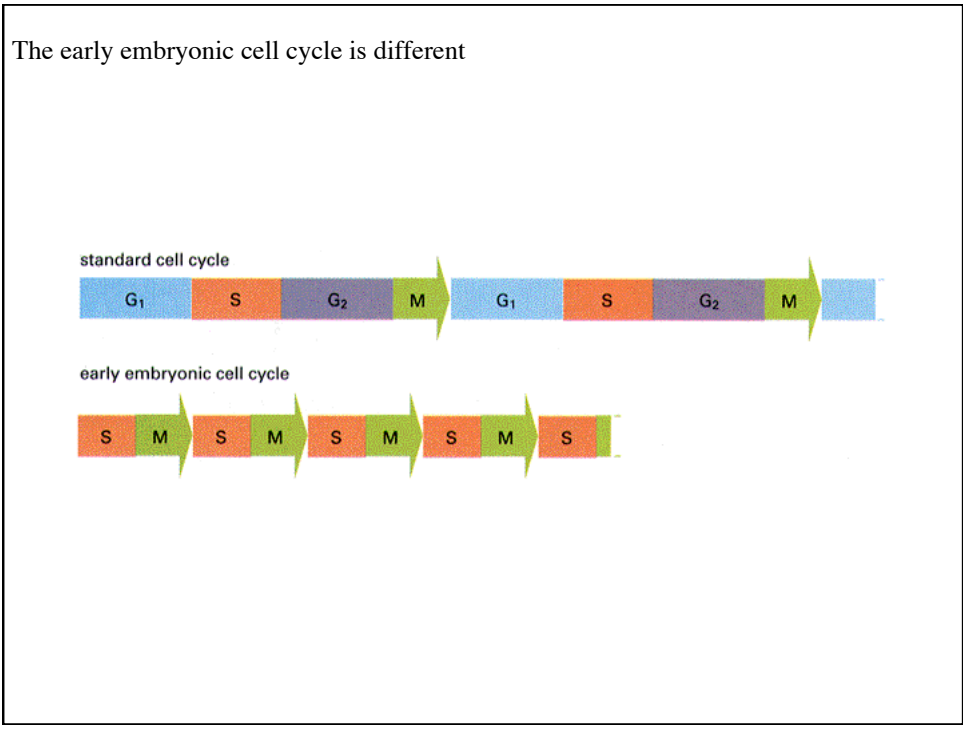 The early embryonic cell cycle is different
standard cell cycle
G₁ S G₂ M G₁ S G₂ M
early embryonic cell cycle
S M S M S M S M S